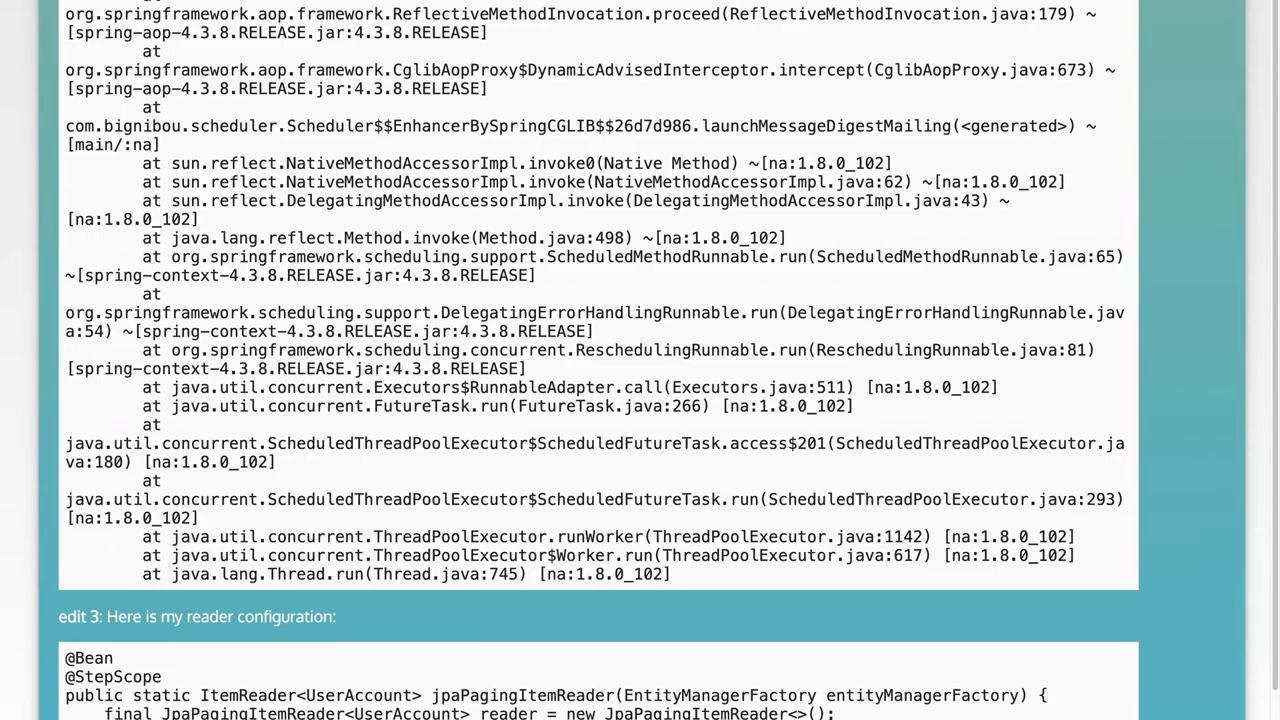 org.springframework.aop.framework.ReflectiveMethodInvocation.proceed(ReflectiveMethodInvocation.java:179) ~
[spring-aop-4.3.8.RELEASE.jar:4.3.8.RELEASE]
at
org.springframework.aop.framework.CglibAopProxy$DynamicAdvisedInterceptor.intercept(CglibAopProxy.java:673) ~
[spring-aop-4.3.8.RELEASE.jar:4.3.8.RELEASE]
at
com.bignibou.scheduler.Scheduler$$EnhancerBySpringCGLIB$$26d7d986.launchMessageDigestMailing(<generated>) ~
[main/:na]
at sun.reflect.NativeMethodAccessorImpl.invoke0(Native Method) ~[na:1.8.0_102]
at sun.reflect.NativeMethodAccessorImpl.invoke(NativeMethodAccessorImpl.java:62) ~[na:1.8.0_102]
at sun.reflect.DelegatingMethodAccessorImpl.invoke(DelegatingMethodAccessorImpl.java:43) ~
[na:1.8.0_102]
at java.lang.reflect.Method.invoke(Method.java:498) ~[na:1.8.0_102]
at org.springframework.scheduling.support.ScheduledMethodRunnable.run(ScheduledMethodRunnable.java:65)
~[spring-context-4.3.8.RELEASE.jar:4.3.8.RELEASE]
at
org.springframework.scheduling.support.DelegatingErrorHandlingRunnable.run(DelegatingErrorHandlingRunnable.jav
a:54) ~[spring-context-4.3.8.RELEASE.jar:4.3.8.RELEASE]
at org.springframework.scheduling.concurrent.ReschedulingRunnable.run(ReschedulingRunnable.java:81)
[spring-context-4.3.8.RELEASE.jar:4.3.8.RELEASE]
at java.util.concurrent.Executors$RunnableAdapter.call(Executors.java:511) [na:1.8.0_102]
at java.util.concurrent.FutureTask.run(FutureTask.java:266) [na:1.8.0_102]
at
java.util.concurrent.ScheduledThreadPoolExecutor$ScheduledFutureTask.access$201(ScheduledThreadPoolExecutor.ja
va:180) [na:1.8.0_102]
at
java.util.concurrent.ScheduledThreadPoolExecutor$ScheduledFutureTask.run(ScheduledThreadPoolExecutor.java:293)
[na:1.8.0_102]
at java.util.concurrent.ThreadPoolExecutor.runWorker(ThreadPoolExecutor.java:1142) [na:1.8.0_102]
at java.util.concurrent.ThreadPoolExecutor$Worker.run(ThreadPoolExecutor.java:617) [na:1.8.0_102]
at java.lang.Thread.run(Thread.java:745) [na:1.8.0_102]
edit 3: Here is my reader configuration:
@Bean
@StepScope
public static ItemReader<UserAccount> jpaPagingItemReader(EntityManagerFactory entityManagerFactory) {
final JpaPagingItemReader<UserAccount> reader = new JpaPagingItemReader<>();